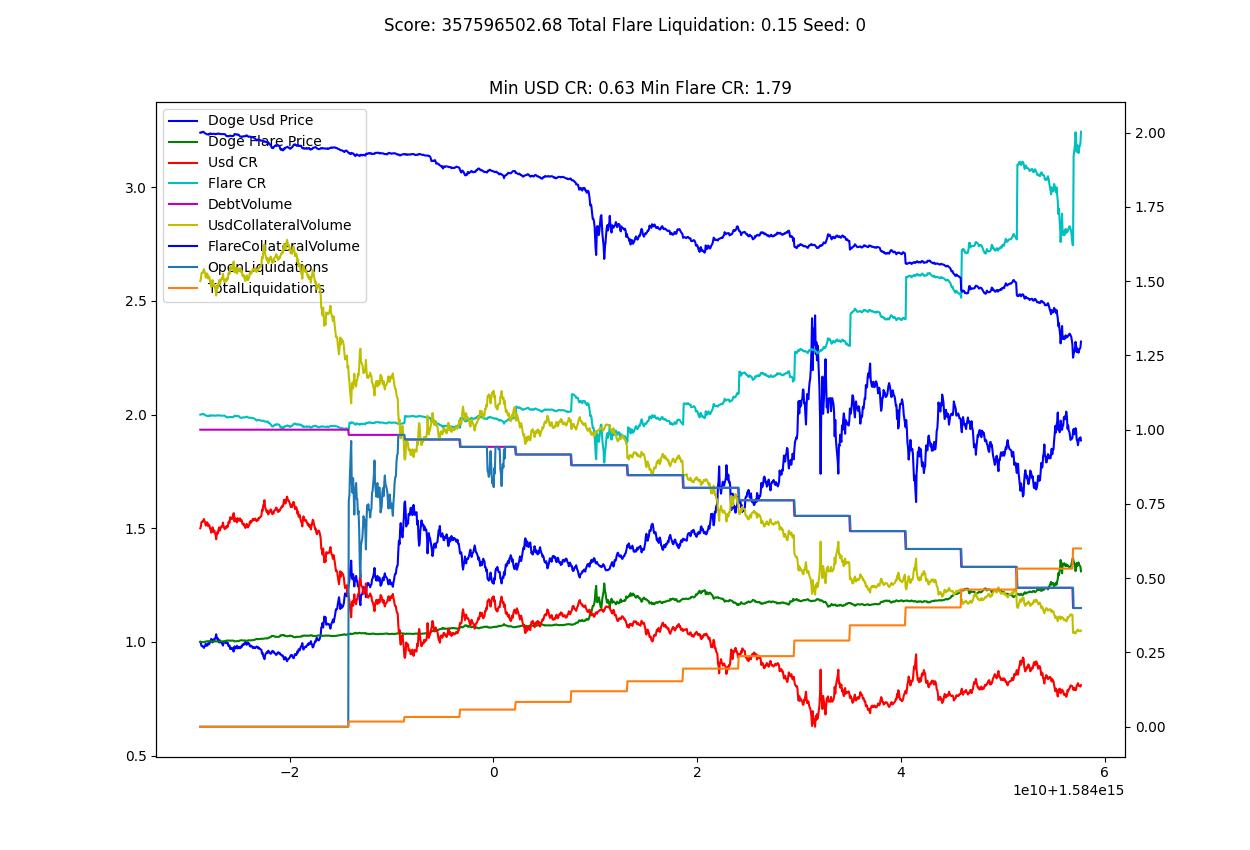 Score: 357596502.68 Total Flare Liquidation: 0.15 Seed: 0
Min USD CR: 0.63 Min Flare CR: 1.79
Doge Usd Price
Doge Flare Price
Usd CR
Flare CR
DebtVolume
UsdCollateralVolume
FlareCollateralVolume
OpenLiquidations
TotalLiquidations
3.0
2.5
2.0
1.5
1.0
0.5
2.00
1.75
1.50
1.25
1.00
0.75
0.50
0.25
0.00
−2 0 2 4 6
1e10+1.584e15